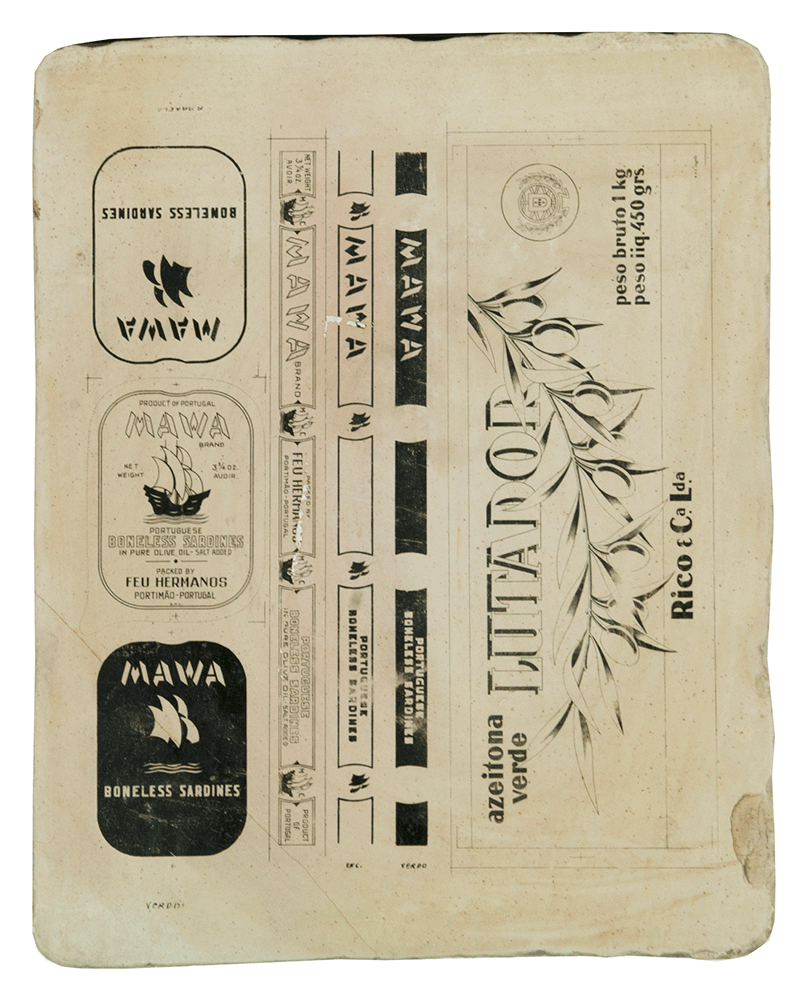 BONELESS SARDINES
MAWA
PRODUCT OF PORTUGAL
MAWA
BRAND
NET
WEIGHT
3¾ OZ.
AVOIR.
PORTUGUESE
BONELESS SARDINES
IN PURE OLIVE OIL - SALT ADDED
PACKED BY
FEU HERMANOS
PORTIMÃO - PORTUGAL
MAWA
BONELESS SARDINES
NET WEIGHT
3¾ OZ.
AVOIR.
MAWA BRAND
PACKED BY
FEU HERMANOS
PORTIMÃO - PORTUGAL
PORTUGUESE
BONELESS SARDINES
IN PURE OLIVE OIL - SALT ADDED
PRODUCT
OF
PORTUGAL
MAWA
PORTUGUESE
BONELESS SARDINES
MAWA
PORTUGUESE
BONELESS SARDINES
VERDE
peso bruto 1 kg
peso liq. 450 grs.
LUTADOR
azeitona
verde
Rico & Ca. Lda